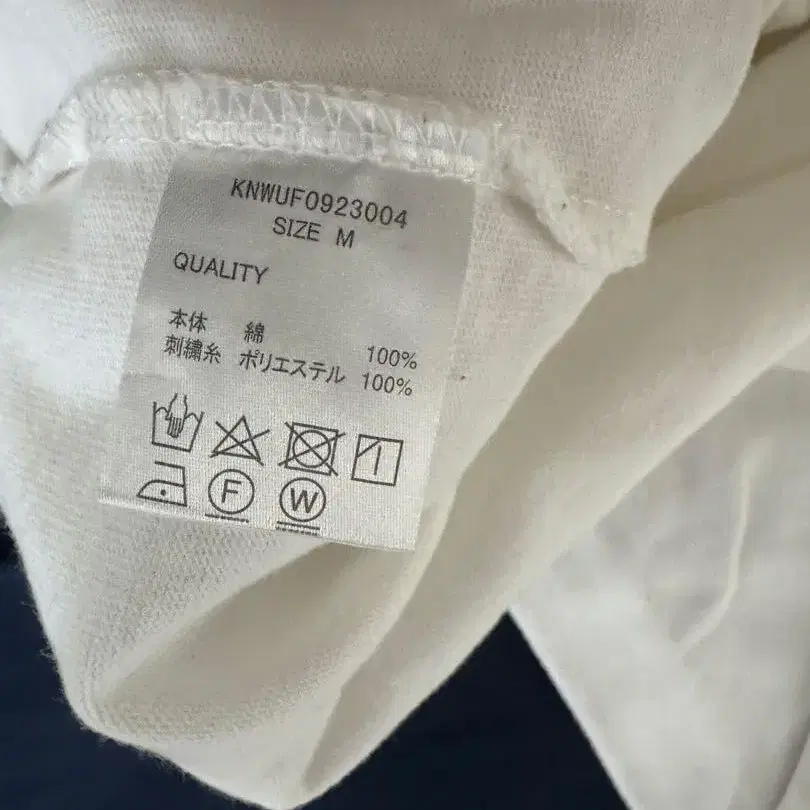 KNWUF0923004
SIZE M
QUALITY
本体 綿 100%
刺繍糸 ポリエステル 100%
F W